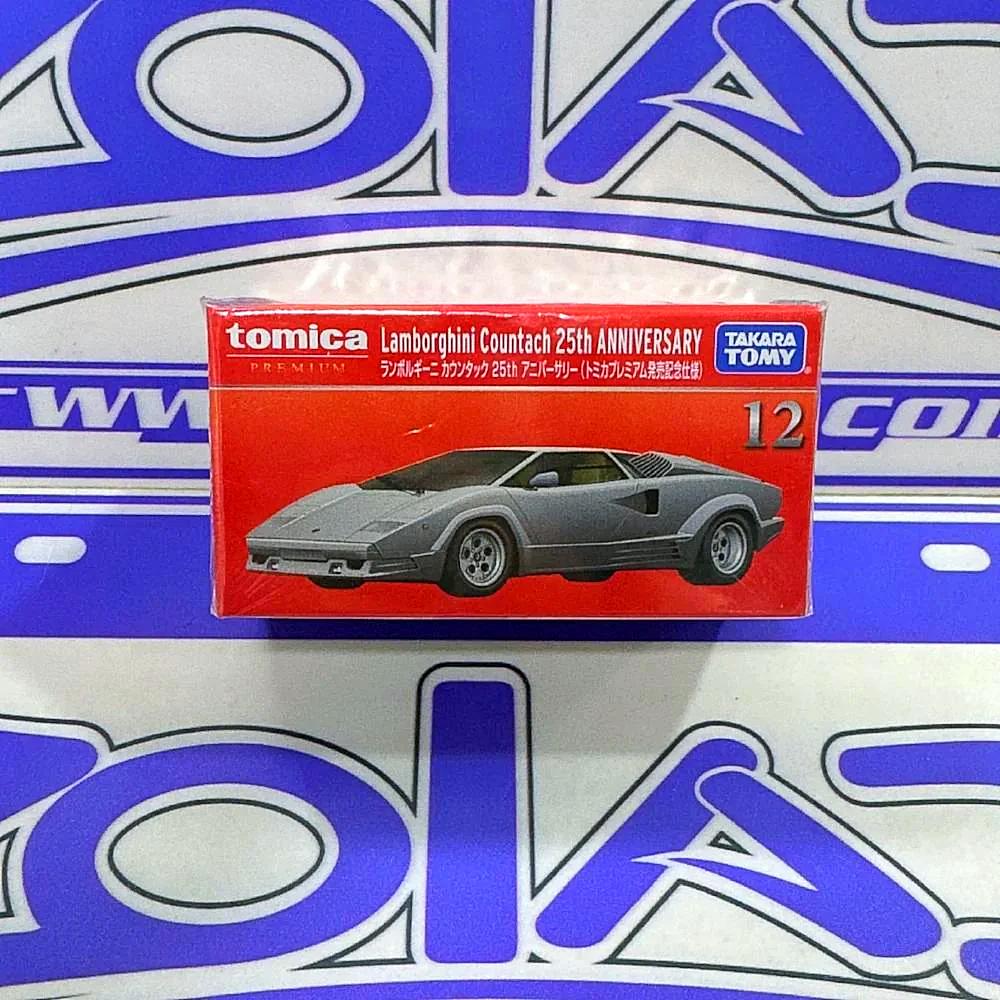 tomica
PREMIUM
Lamborghini Countach 25th ANNIVERSARY
ランボルギーニ カウンタック 25th アニバーサリー(トミカプレミアム発売記念仕様)
TAKARA
TOMY
12